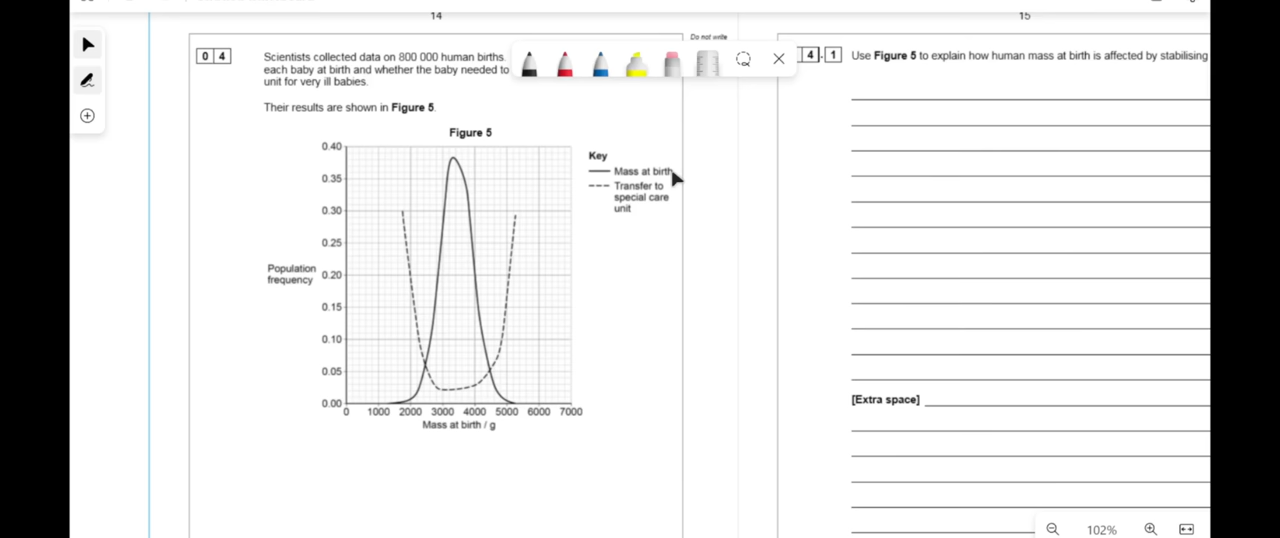 14
15
Do not write
0 4
Scientists collected data on 800 000 human births.
each baby at birth and whether the baby needed to
unit for very ill babies.
Their results are shown in Figure 5.
Figure 5
0.40
0.35
0.30
0.25
0.20
0.15
0.10
0.05
0.00
Population
frequency
0 1000 2000 3000 4000 5000 6000 7000
Mass at birth / g
Key
Mass at birth
Transfer to
special care
unit
4 . 1 Use Figure 5 to explain how human mass at birth is affected by stabilising
[Extra space]
102%